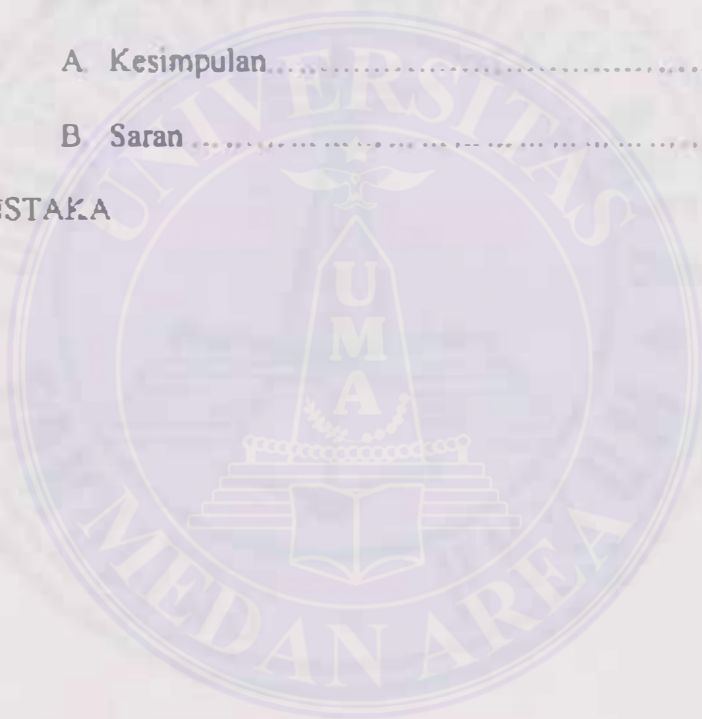 A. Kesimpulan
B. Saran
STAKA
UNIVERSITAS
UMA
MEDAN AREA